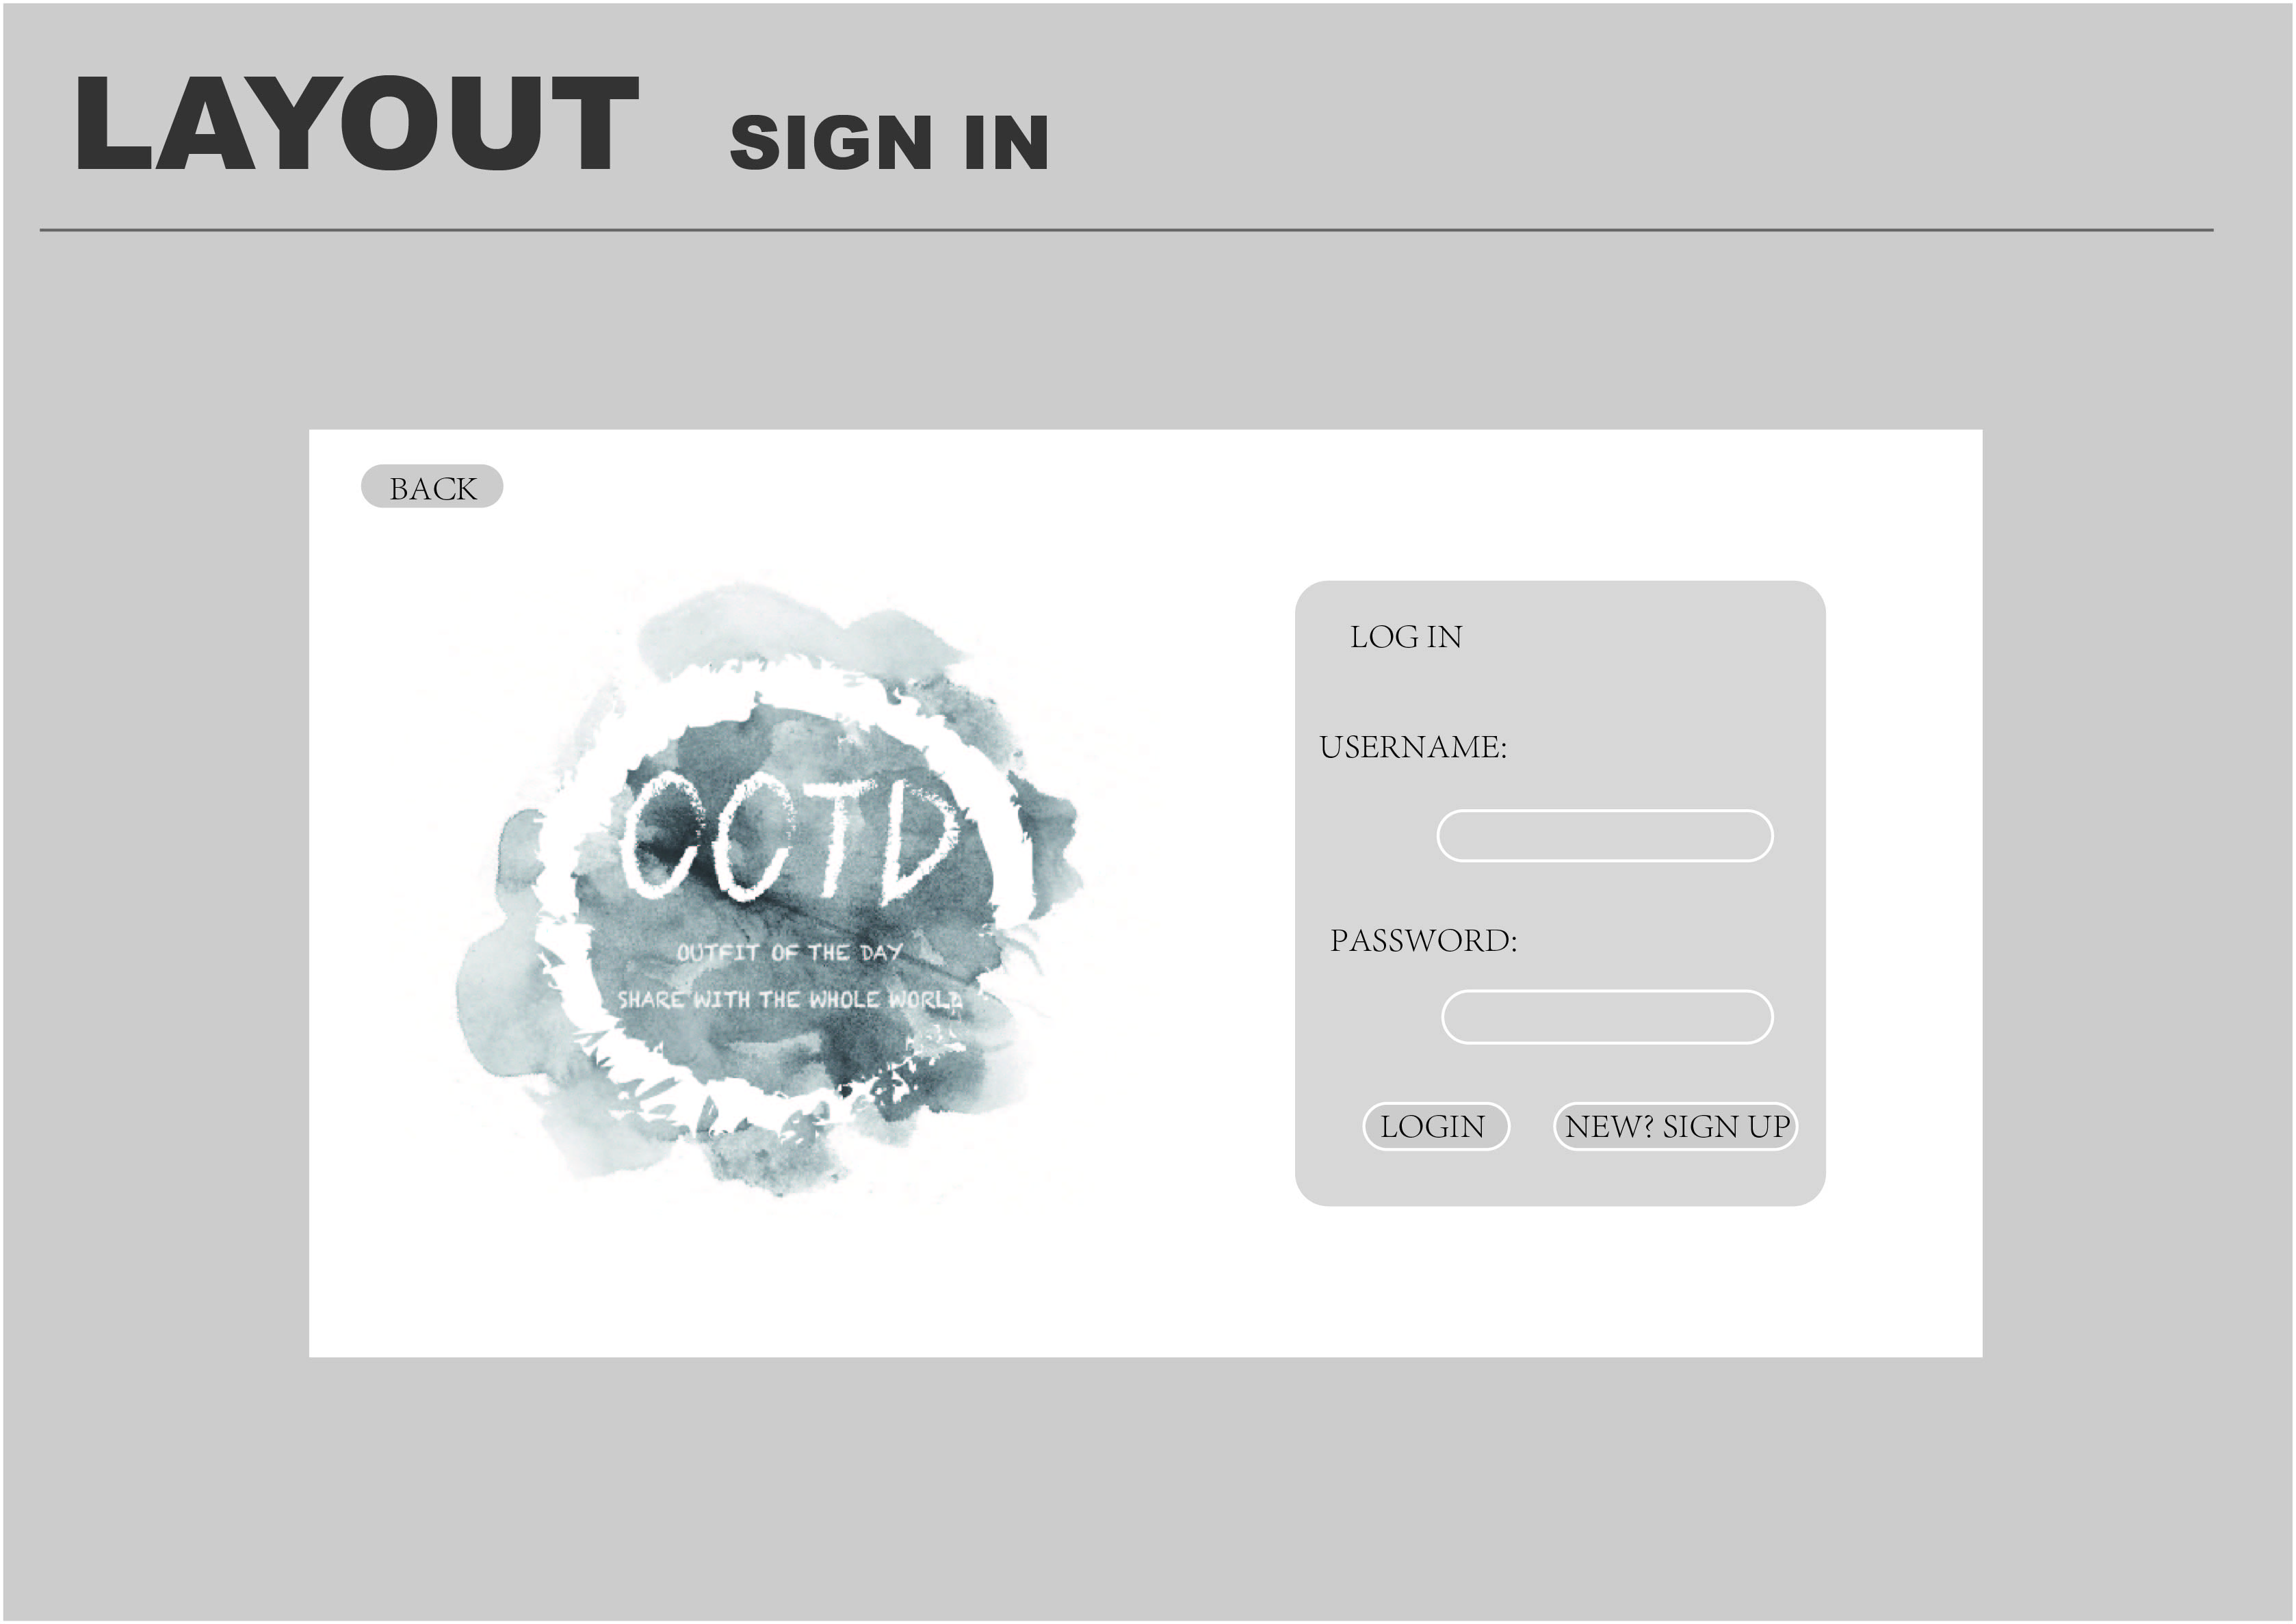 LAYOUT SIGN IN
BACK
OOTD
OUTFIT OF THE DAY
SHARE WITH THE WHOLE WORLD
LOG IN
USERNAME:
PASSWORD:
LOGIN
NEW? SIGN UP